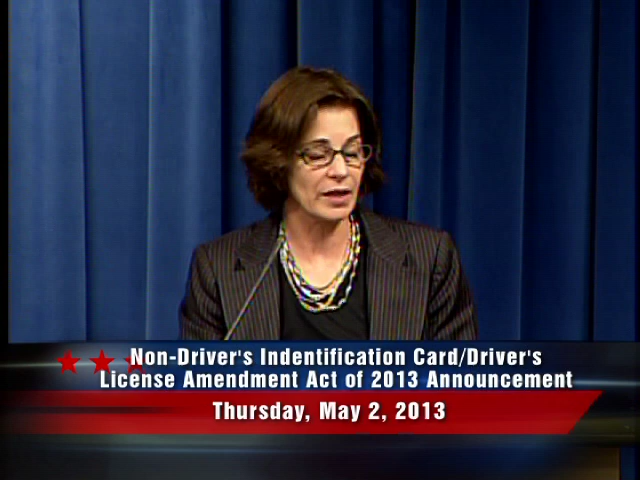 Non-Driver's Indentification Card/Driver's
License Amendment Act of 2013 Announcement
Thursday, May 2, 2013